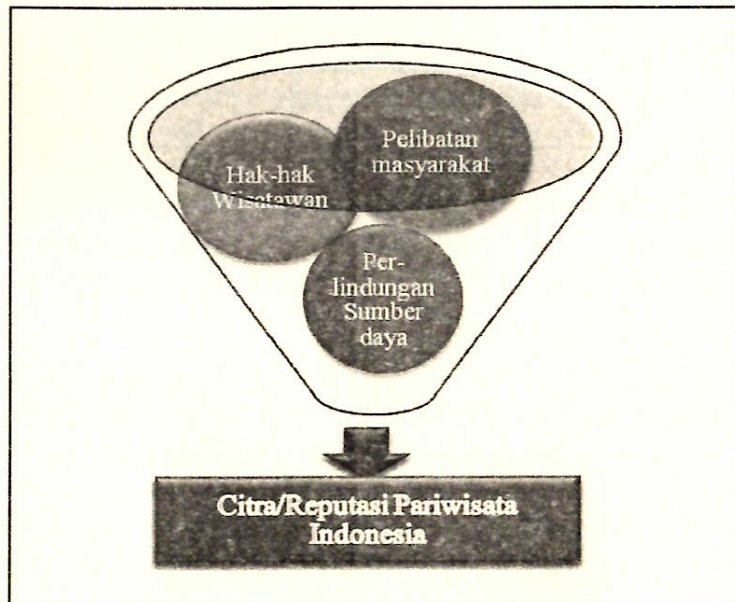 Pelibatan
masyarakat
Hak-hak
Wisatawan
Per-
lindungan
Sumber
daya
Citra/Reputasi Pariwisata
Indonesia